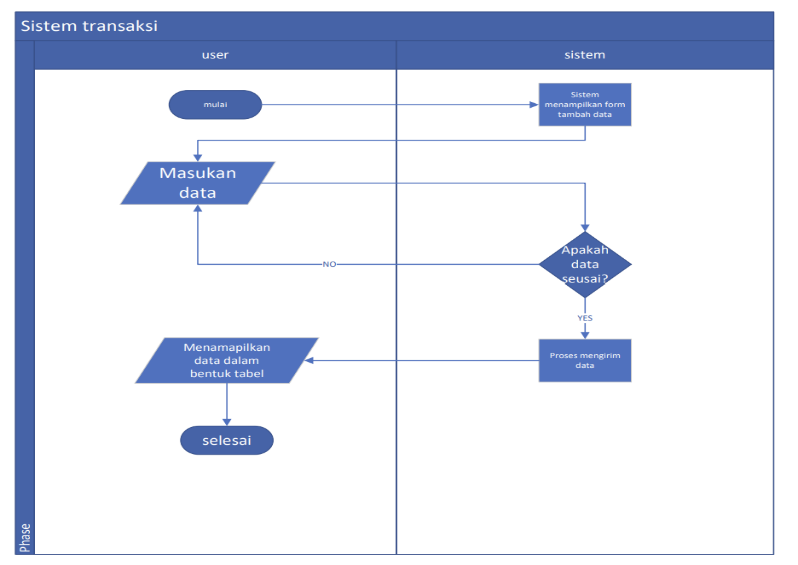 Sistem transaksi
user
sistem
mulai
Sistem
menampilkan form
tambah data
Masukan
data
Apakah
data
seusai?
NO
YES
Menamapilkan
data dalam
bentuk tabel
Proses mengirim
data
selesai
Phase